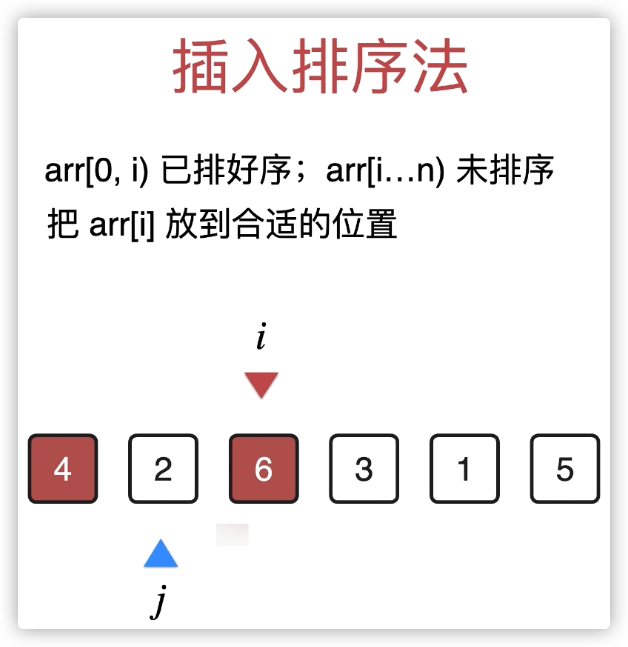 插入排序法
arr[0, i) 已排好序；arr[i…n) 未排序
把 arr[i] 放到合适的位置
i
4 2 6 3 1 5
j